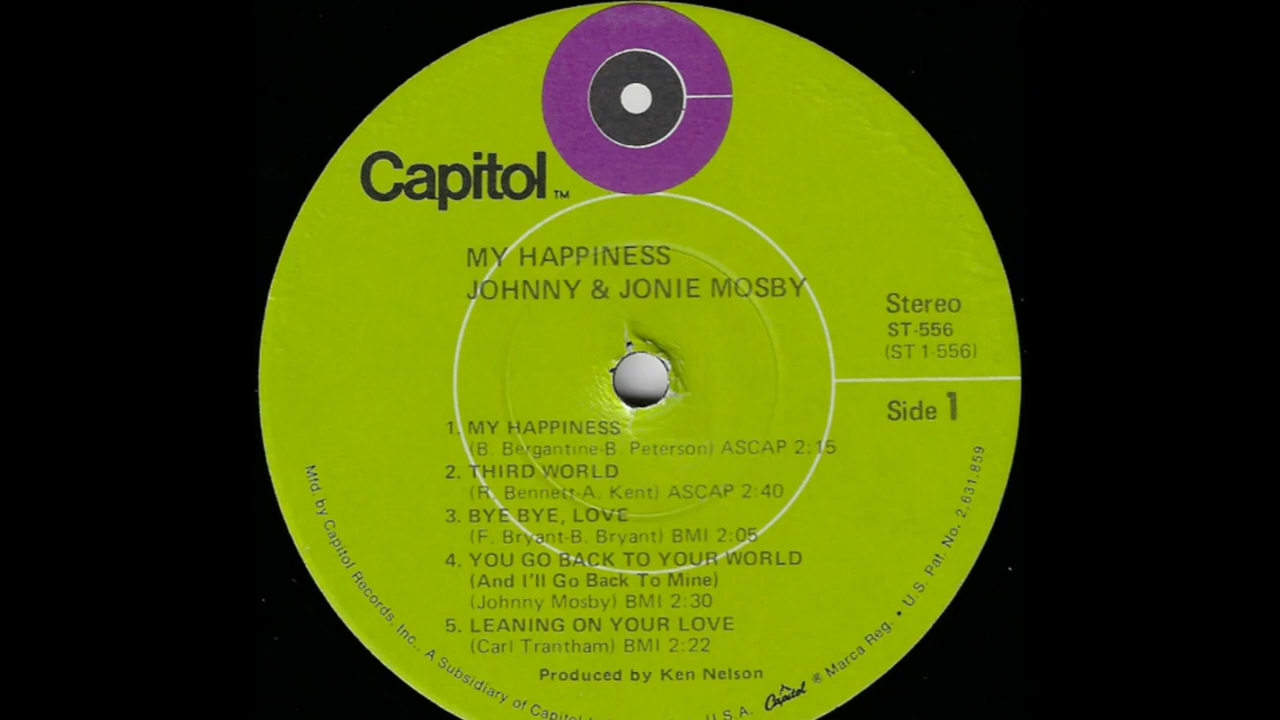 Capitol™
MY HAPPINESS
JOHNNY & JONIE MOSBY
Stereo
ST-556
(ST 1-556)
Side 1
1. MY HAPPINESS
(B. Bergantine-B. Peterson) ASCAP 2:15
2. THIRD WORLD
(R. Bennett-A. Kent) ASCAP 2:40
3. BYE BYE, LOVE
(F. Bryant-B. Bryant) BMI 2:05
4. YOU GO BACK TO YOUR WORLD
(And I'll Go Back To Mine)
(Johnny Mosby) BMI 2:30
5. LEANING ON YOUR LOVE
(Carl Trantham) BMI 2:22
Produced by Ken Nelson
Mfd. by Capitol Records, Inc., A Subsidiary of Capitol U.S.A. Capitol ® Marca Reg. • U.S. Pat. No. 2,631,859